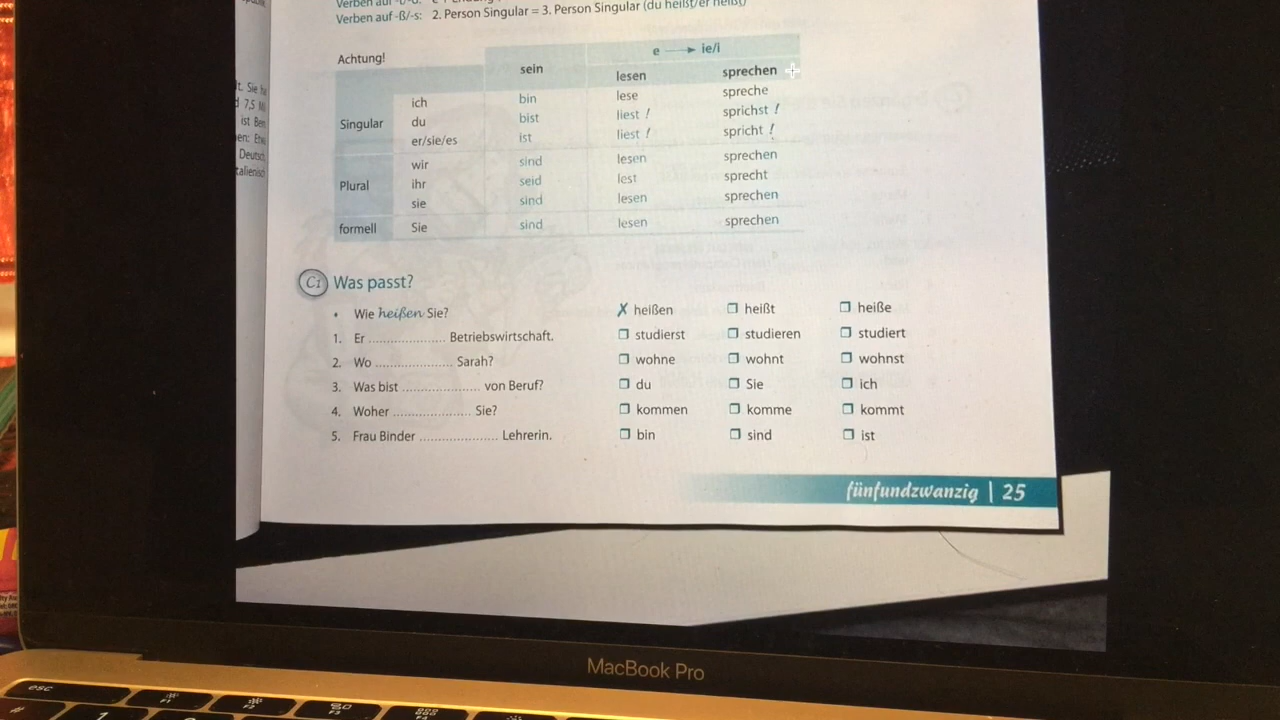 Verben auf -ß/-s: 2. Person Singular = 3. Person Singular (du heißt/er heißt)
Achtung!
sein e → ie/i
lesen sprechen
Singular ich bin lese spreche
du bist liest ! sprichst !
er/sie/es ist liest ! spricht !
Plural wir sind lesen sprechen
ihr seid lest sprecht
sie sind lesen sprechen
formell Sie sind lesen sprechen
C1 Was passt?
• Wie heißen Sie? ✗ heißen ❐ heißt ❐ heiße
1. Er .................... Betriebswirtschaft. ❐ studierst ❐ studieren ❐ studiert
2. Wo .................... Sarah? ❐ wohne ❐ wohnt ❐ wohnst
3. Was bist .................... von Beruf? ❐ du ❐ Sie ❐ ich
4. Woher .................... Sie? ❐ kommen ❐ komme ❐ kommt
5. Frau Binder .................... Lehrerin. ❐ bin ❐ sind ❐ ist
fünfundzwanzig | 25
MacBook Pro
esc F1 F2 F3 F4